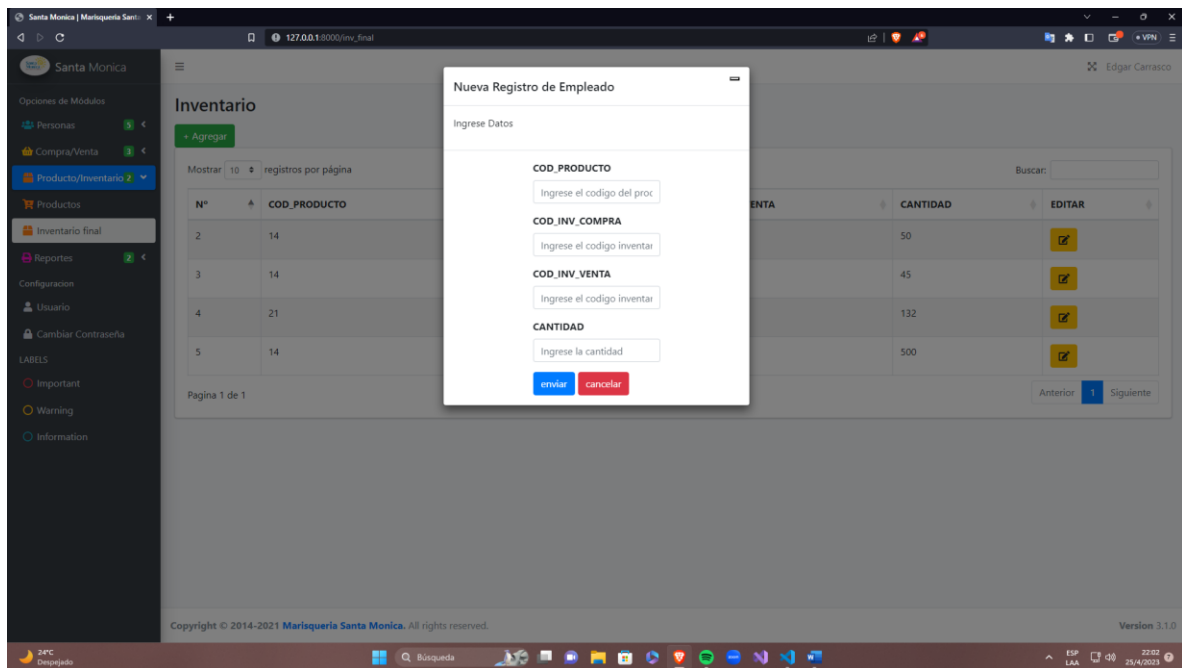 Santa Monica | Marisqueria Sant
127.0.0.1:8000/inv_final
VPN
Santa Monica
Edgar Carrasco
Opciones de Módulos
Personas 5
Compra/Venta 3
Producto/Inventario 2
Productos
Inventario final
Reportes 2
Configuracion
Usuario
Cambiar Contraseña
LABELS
Important
Warning
Information
Inventario
+ Agregar
Mostrar 10 registros por página
Buscar:
Nº COD_PRODUCTO ENTA CANTIDAD EDITAR
2 14 50
3 14 45
4 21 132
5 14 500
Pagina 1 de 1
Anterior 1 Siguiente
Nueva Registro de Empleado
Ingrese Datos
COD_PRODUCTO
Ingrese el codigo del proc
COD_INV_COMPRA
Ingrese el codigo inventar
COD_INV_VENTA
Ingrese el codigo inventar
CANTIDAD
Ingrese la cantidad
enviar cancelar
Copyright © 2014-2021 Marisqueria Santa Monica. All rights reserved.
Version 3.1.0
24°C
Despejado
Búsqueda
ESP
LAA
22:02
25/4/2023